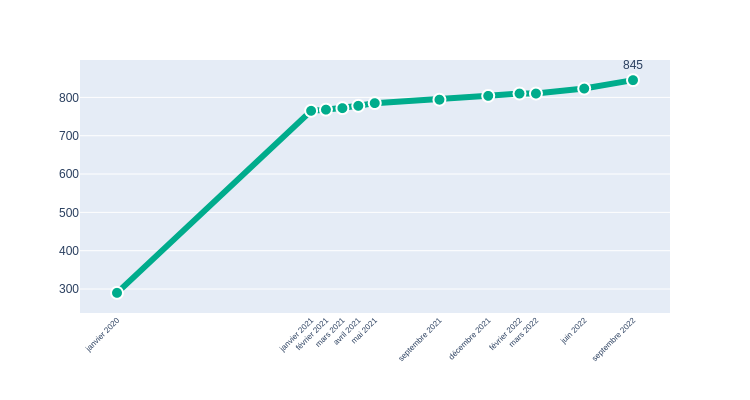 845
800
700
600
500
400
300
janvier 2020
janvier 2021
février 2021
mars 2021
avril 2021
mai 2021
septembre 2021
décembre 2021
février 2022
mars 2022
juin 2022
septembre 2022